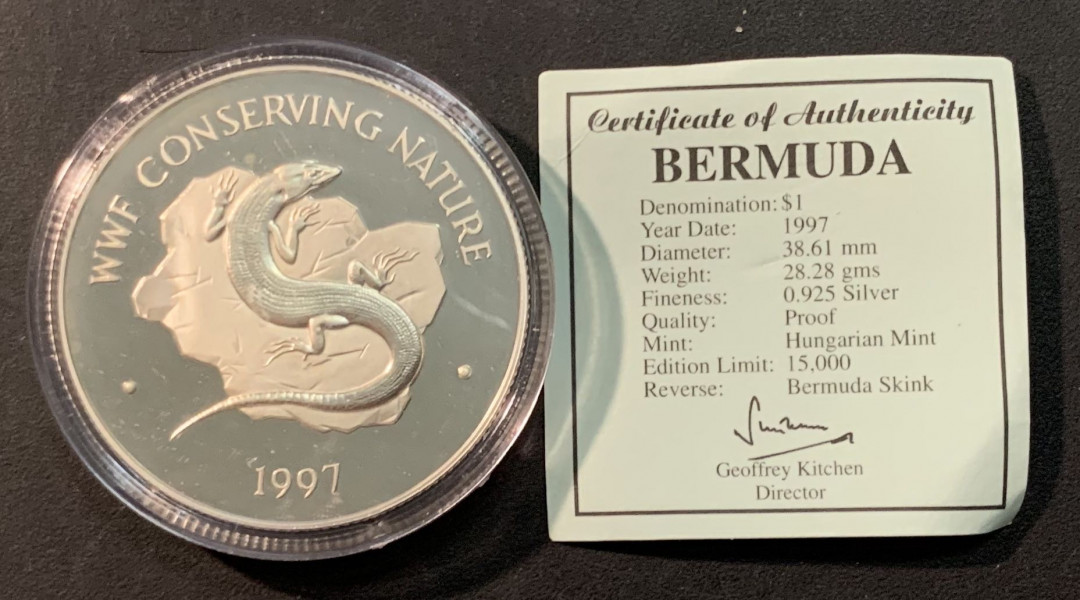 WWF CONSERVING NATURE
1997
Certificate of Authenticity
BERMUDA
Denomination: $1
Year Date: 1997
Diameter: 38.61 mm
Weight: 28.28 gms
Fineness: 0.925 Silver
Quality: Proof
Mint: Hungarian Mint
Edition Limit: 15,000
Reverse: Bermuda Skink
Geoffrey Kitchen
Director